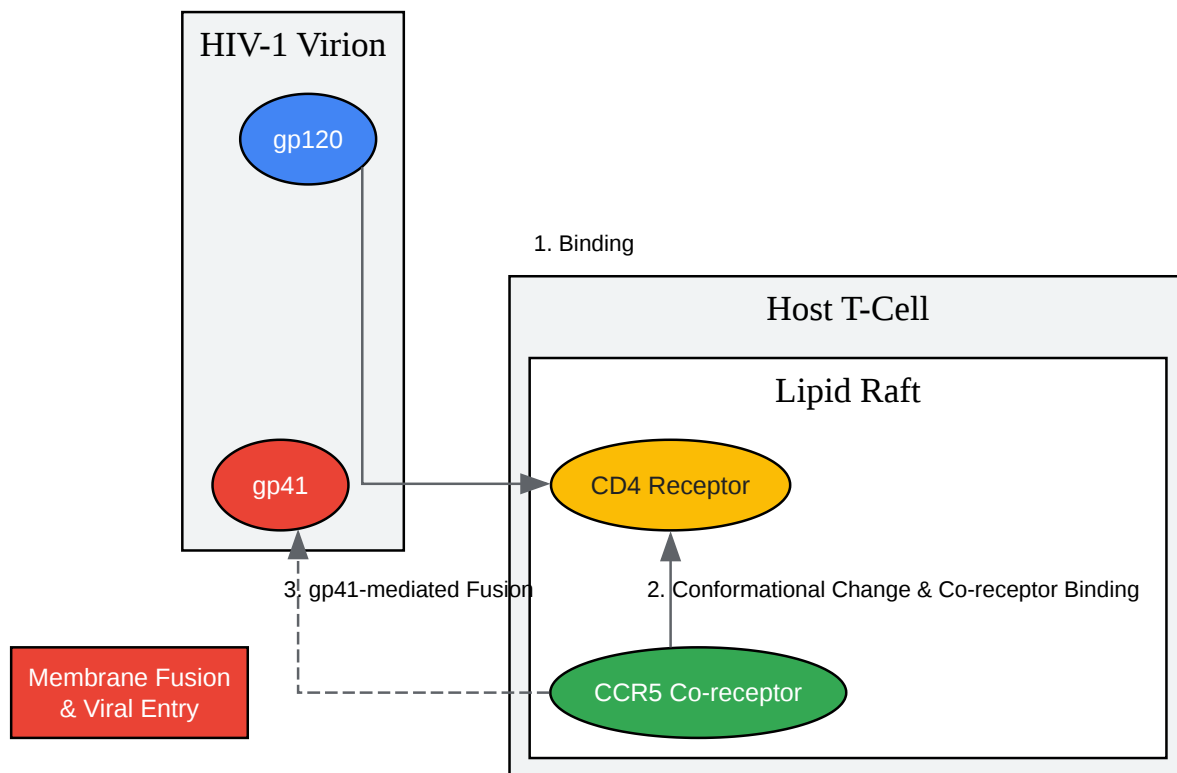 HIV-1 Virion
gp120
1. Binding
Host T-Cell
Lipid Raft
gp41
CD4 Receptor
3. gp41-mediated Fusion
2. Conformational Change & Co-receptor Binding
Membrane Fusion
& Viral Entry
CCR5 Co-receptor